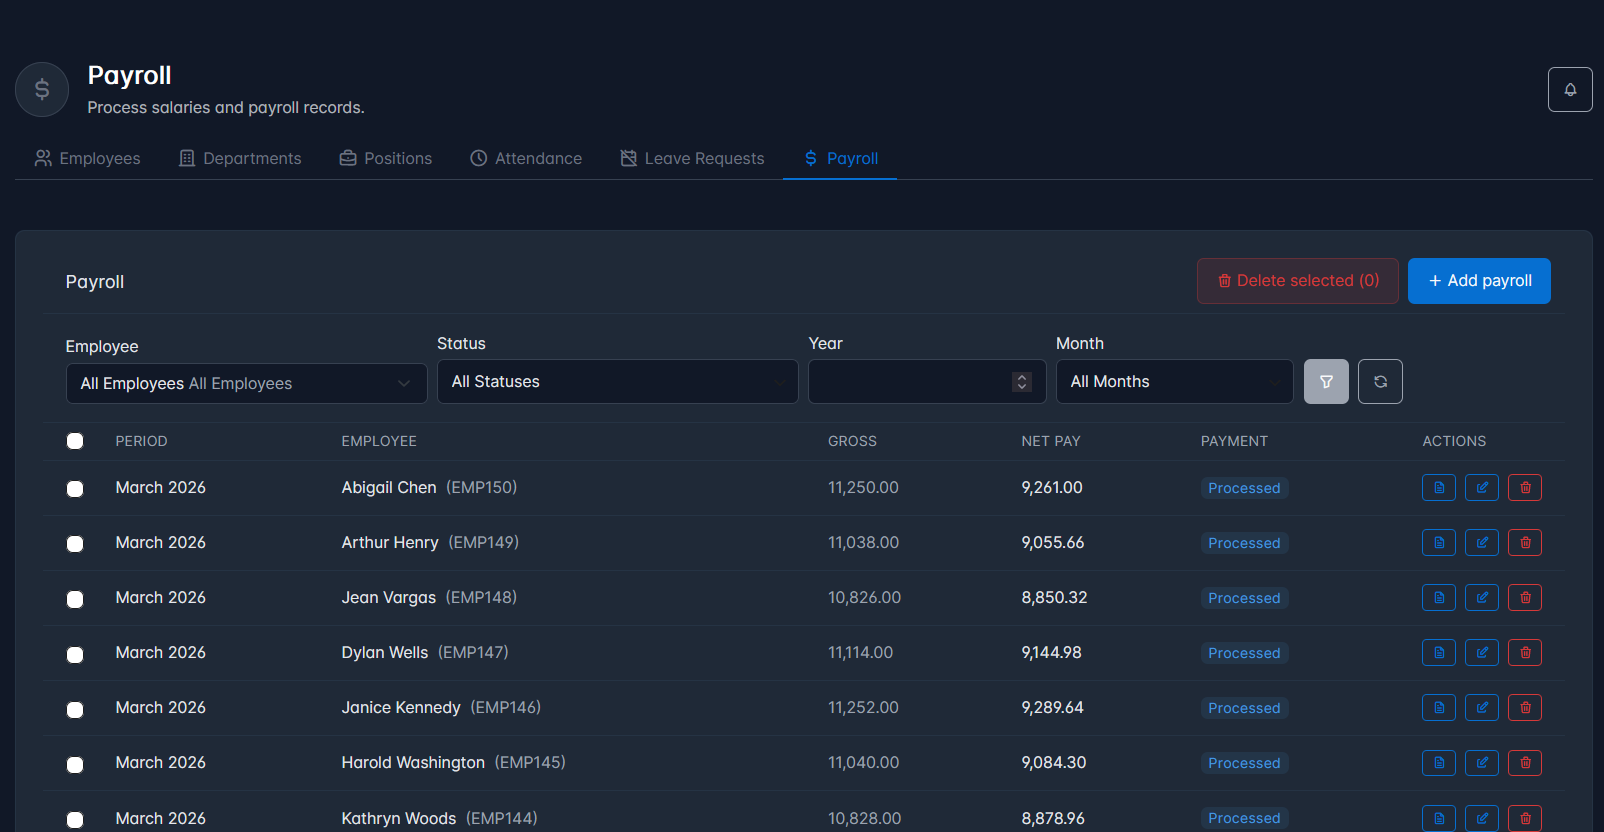 Payroll
Process salaries and payroll records.
Employees Departments Positions Attendance Leave Requests $ Payroll
Payroll
Delete selected (0) + Add payroll
Employee Status Year Month
All Employees All Employees All Statuses All Months
PERIOD EMPLOYEE GROSS NET PAY PAYMENT ACTIONS
March 2026 Abigail Chen (EMP150) 11,250.00 9,261.00 Processed
March 2026 Arthur Henry (EMP149) 11,038.00 9,055.66 Processed
March 2026 Jean Vargas (EMP148) 10,826.00 8,850.32 Processed
March 2026 Dylan Wells (EMP147) 11,114.00 9,144.98 Processed
March 2026 Janice Kennedy (EMP146) 11,252.00 9,289.64 Processed
March 2026 Harold Washington (EMP145) 11,040.00 9,084.30 Processed
March 2026 Kathryn Woods (EMP144) 10,828.00 8,878.96 Processed